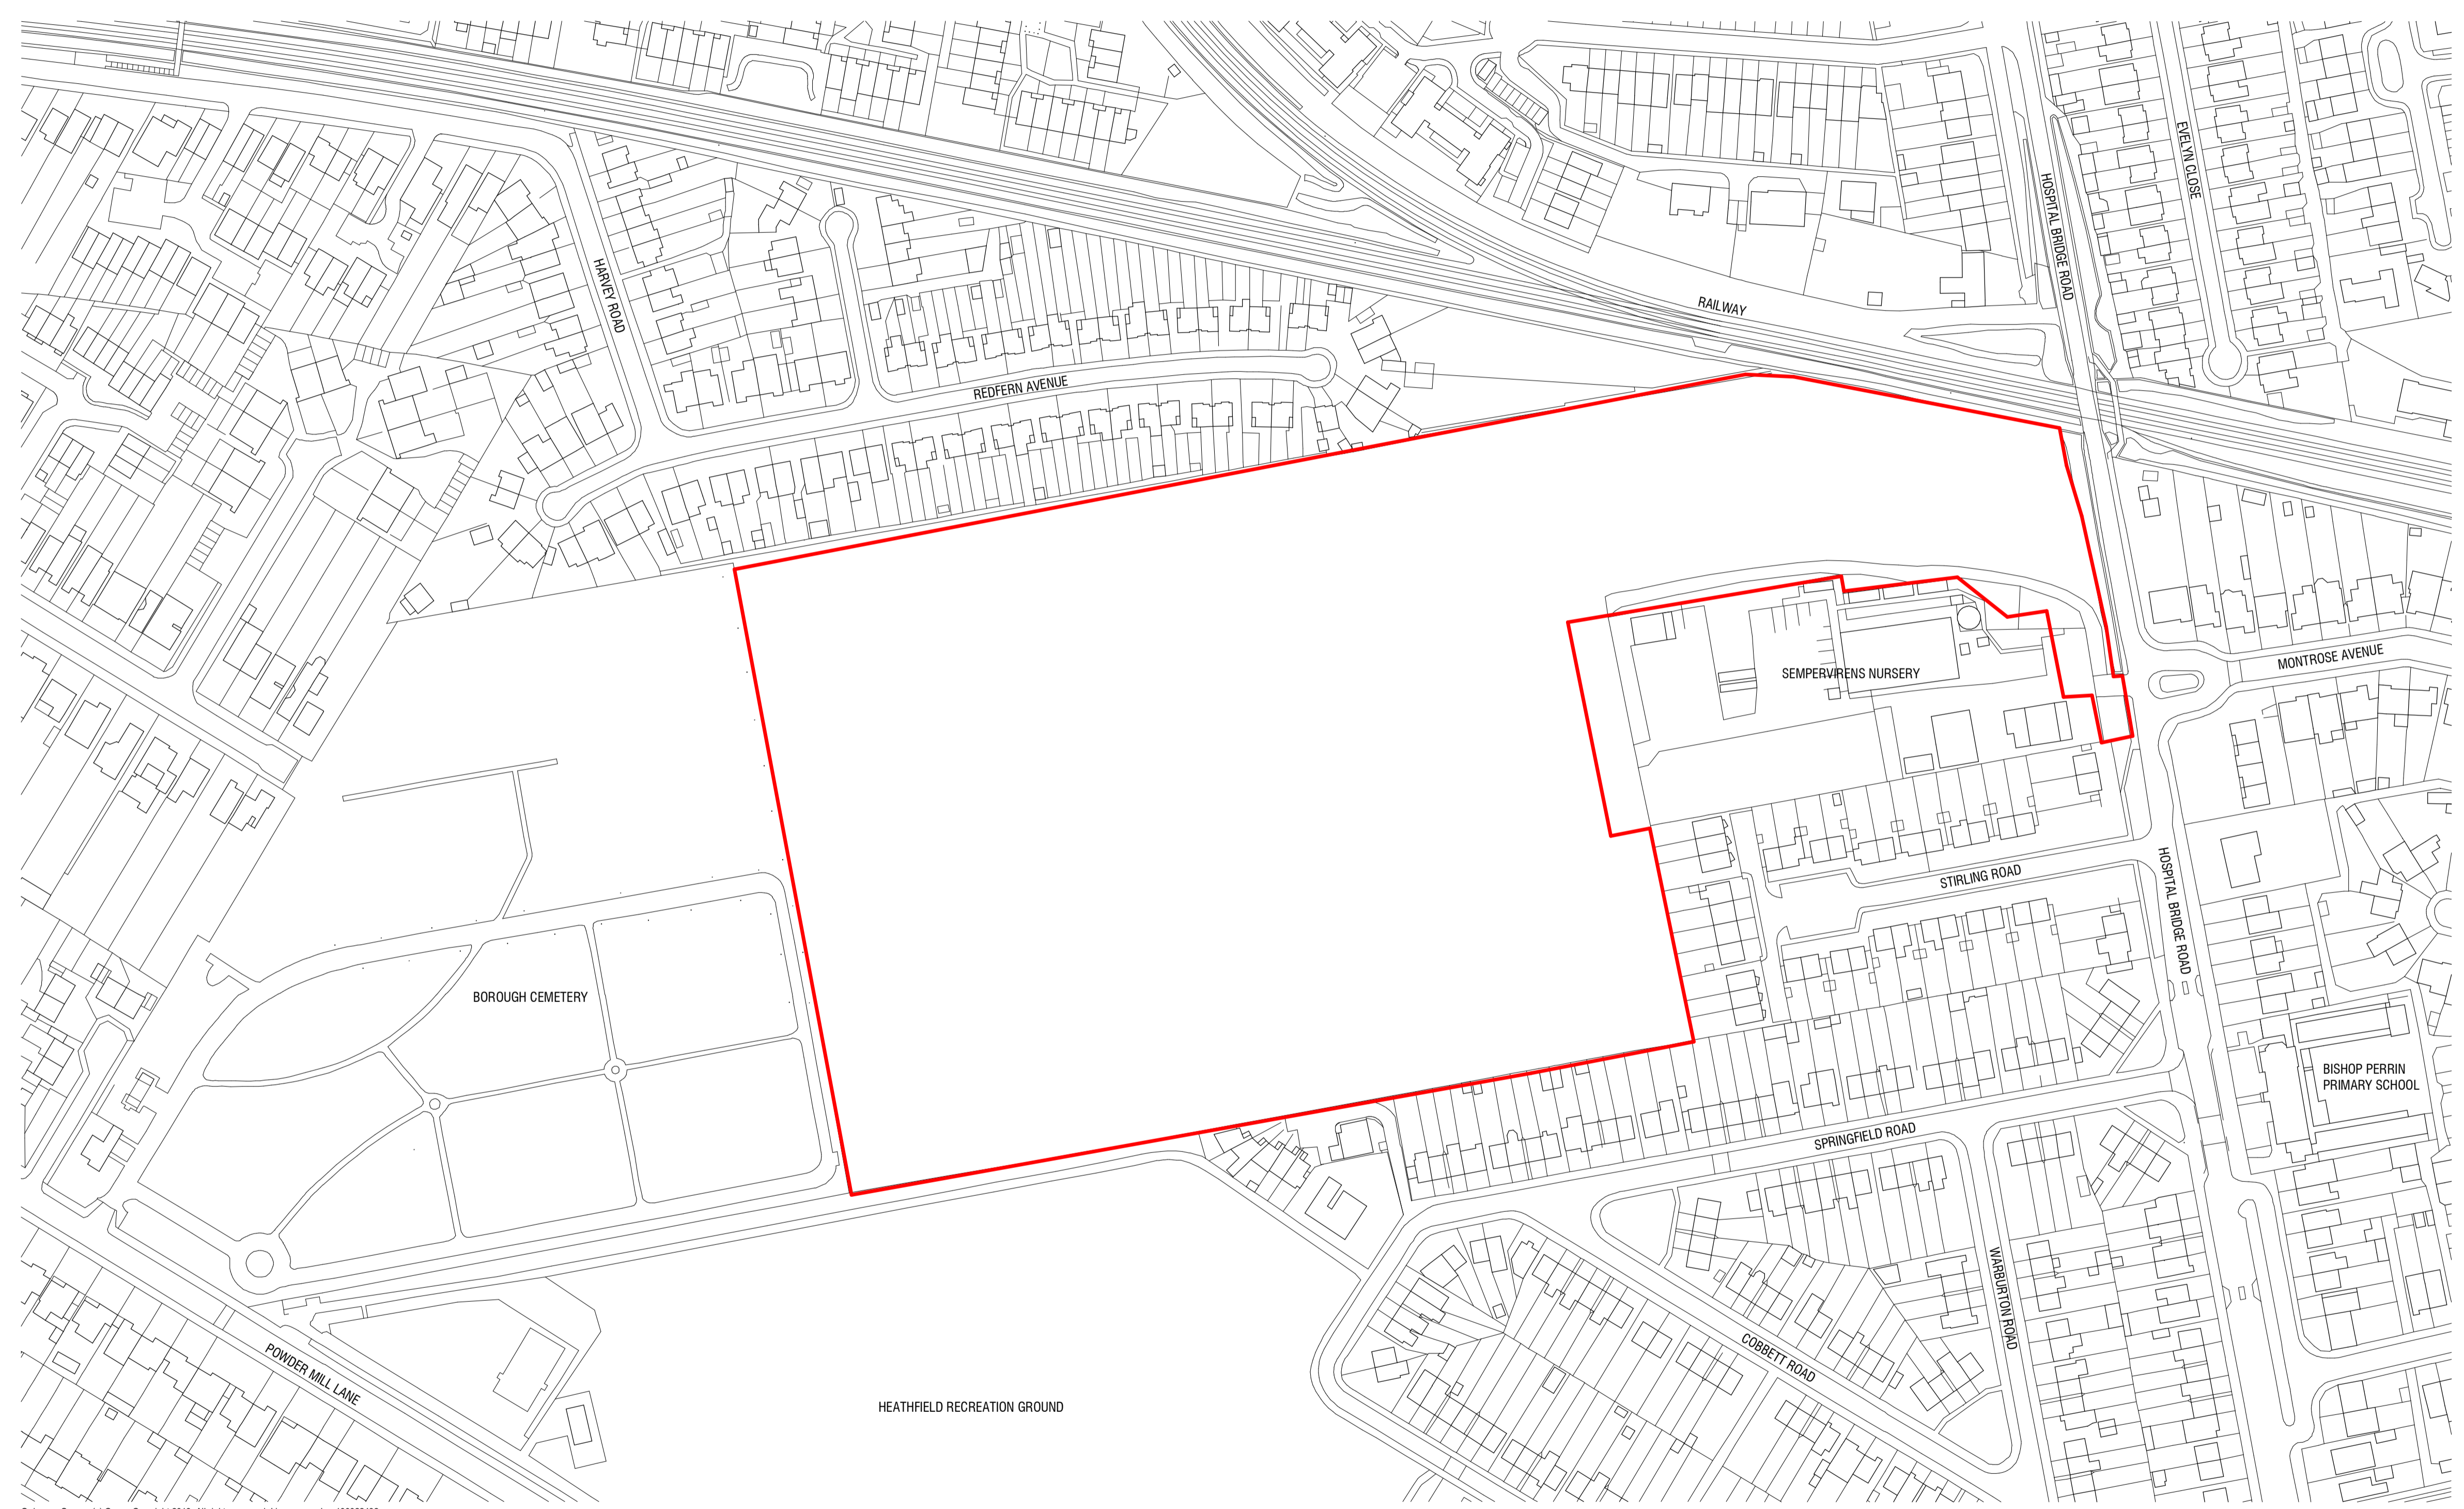 EVELYN CLOSE
HOSPITAL BRIDGE ROAD
HARVEY ROAD
RAILWAY
REDFERN AVENUE
MONTROSE AVENUE
SEMPERVIRENS NURSERY
STIRLING ROAD
HOSPITAL BRIDGE ROAD
BOROUGH CEMETERY
BISHOP PERRIN
PRIMARY SCHOOL
SPRINGFIELD ROAD
WARBURTON ROAD
COBBETT ROAD
POWDER MILL LANE
HEATHFIELD RECREATION GROUND